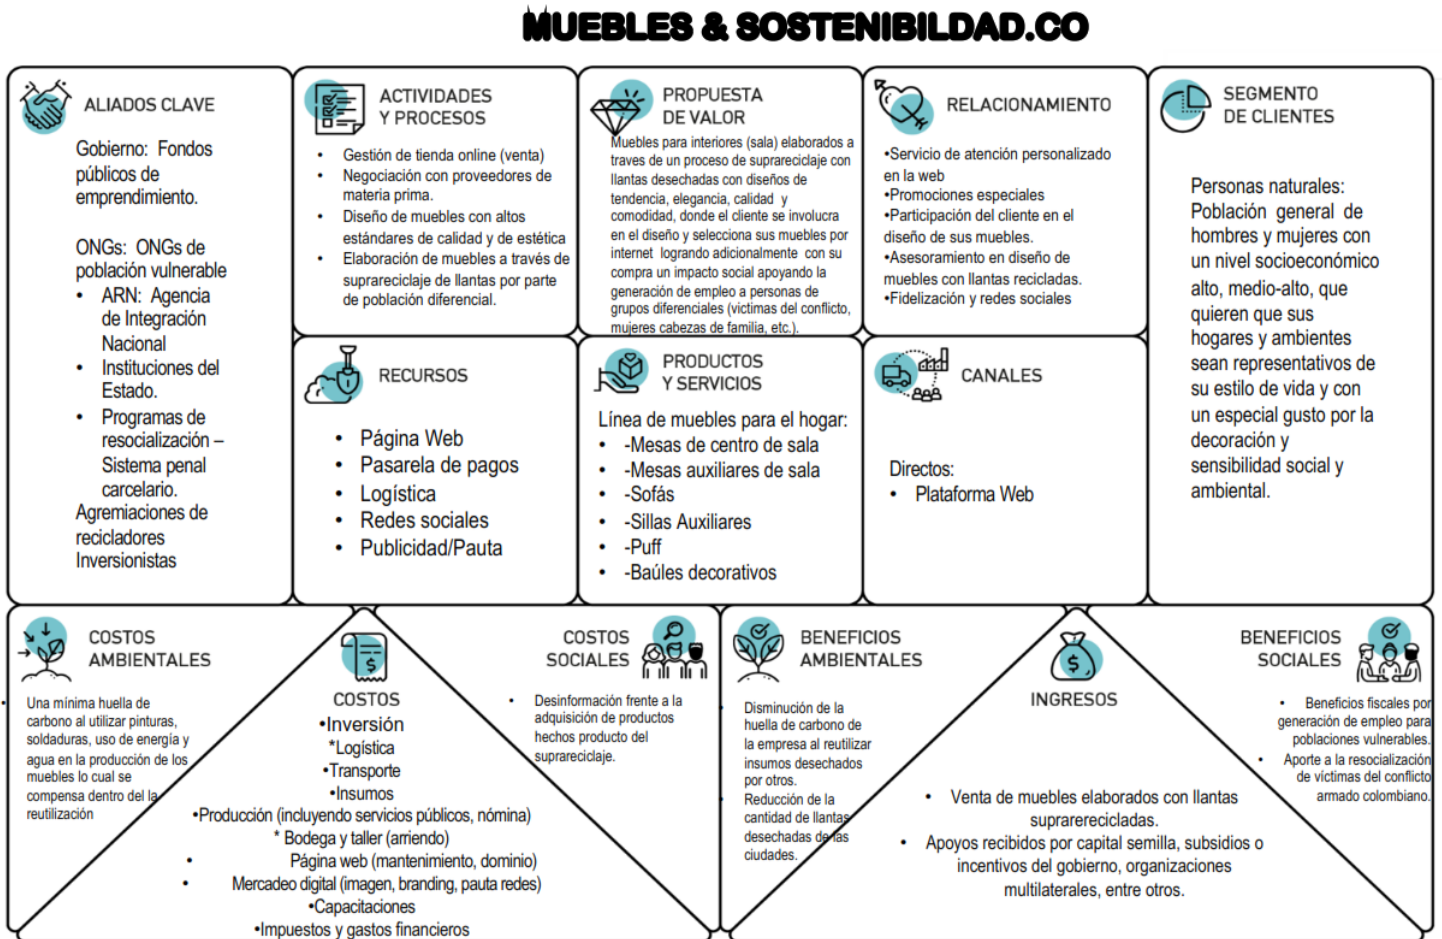 MUEBLES & SOSTENIBILDAD.CO
ALIADOS CLAVE
Gobierno: Fondos
públicos de
emprendimiento.
ONGs: ONGs de
población vulnerable
• ARN: Agencia
de Integración
Nacional
• Instituciones del
Estado.
• Programas de
resocialización –
Sistema penal
carcelario.
Agremiaciones de
recicladores
Inversionistas
ACTIVIDADES
Y PROCESOS
• Gestión de tienda online (venta)
• Negociación con proveedores de
materia prima.
• Diseño de muebles con altos
estándares de calidad y de estética
• Elaboración de muebles a través de
suprareciclaje de llantas por parte
de población diferencial.
RECURSOS
• Página Web
• Pasarela de pagos
• Logística
• Redes sociales
• Publicidad/Pauta
PROPUESTA
DE VALOR
Muebles para interiores (sala) elaborados a
traves de un proceso de suprareciclaje con
llantas desechadas con diseños de
tendencia, elegancia, calidad y
comodidad, donde el cliente se involucra
en el diseño y selecciona sus muebles por
internet logrando adicionalmente con su
compra un impacto social apoyando la
generación de empleo a personas de
grupos diferenciales (victimas del conflicto,
mujeres cabezas de familia, etc.).
PRODUCTOS
Y SERVICIOS
Línea de muebles para el hogar:
• -Mesas de centro de sala
• -Mesas auxiliares de sala
• -Sofás
• -Sillas Auxiliares
• -Puff
• -Baúles decorativos
RELACIONAMIENTO
•Servicio de atención personalizado
en la web
•Promociones especiales
•Participación del cliente en el
diseño de sus muebles.
•Asesoramiento en diseño de
muebles con llantas recicladas.
•Fidelización y redes sociales
CANALES
Directos:
• Plataforma Web
SEGMENTO
DE CLIENTES
Personas naturales:
Población general de
hombres y mujeres con
un nivel socioeconómico
alto, medio-alto, que
quieren que sus
hogares y ambientes
sean representativos de
su estilo de vida y con
un especial gusto por la
decoración y
sensibilidad social y
ambiental.
COSTOS
AMBIENTALES
• Una mínima huella de
carbono al utilizar pinturas,
soldaduras, uso de energía y
agua en la producción de los
muebles lo cual se
compensa dentro del la
reutilización
COSTOS
•Inversión
*Logística
•Transporte
•Insumos
•Producción (incluyendo servicios públicos, nómina)
* Bodega y taller (arriendo)
• Página web (mantenimiento, dominio)
• Mercadeo digital (imagen, branding, pauta redes)
•Capacitaciones
•Impuestos y gastos financieros
COSTOS
SOCIALES
• Desinformación frente a la
adquisición de productos
hechos producto del
suprareciclaje.
BENEFICIOS
AMBIENTALES
• Disminución de la
huella de carbono de
la empresa al reutilizar
insumos desechados
por otros.
• Reducción de la
cantidad de llantas
desechadas de las
ciudades.
INGRESOS
• Venta de muebles elaborados con llantas
suprarerecicladas.
• Apoyos recibidos por capital semilla, subsidios o
incentivos del gobierno, organizaciones
multilaterales, entre otros.
BENEFICIOS
SOCIALES
• Beneficios fiscales por
generación de empleo para
poblaciones vulnerables.
• Aporte a la resocialización
de víctimas del conflicto
armado colombiano.